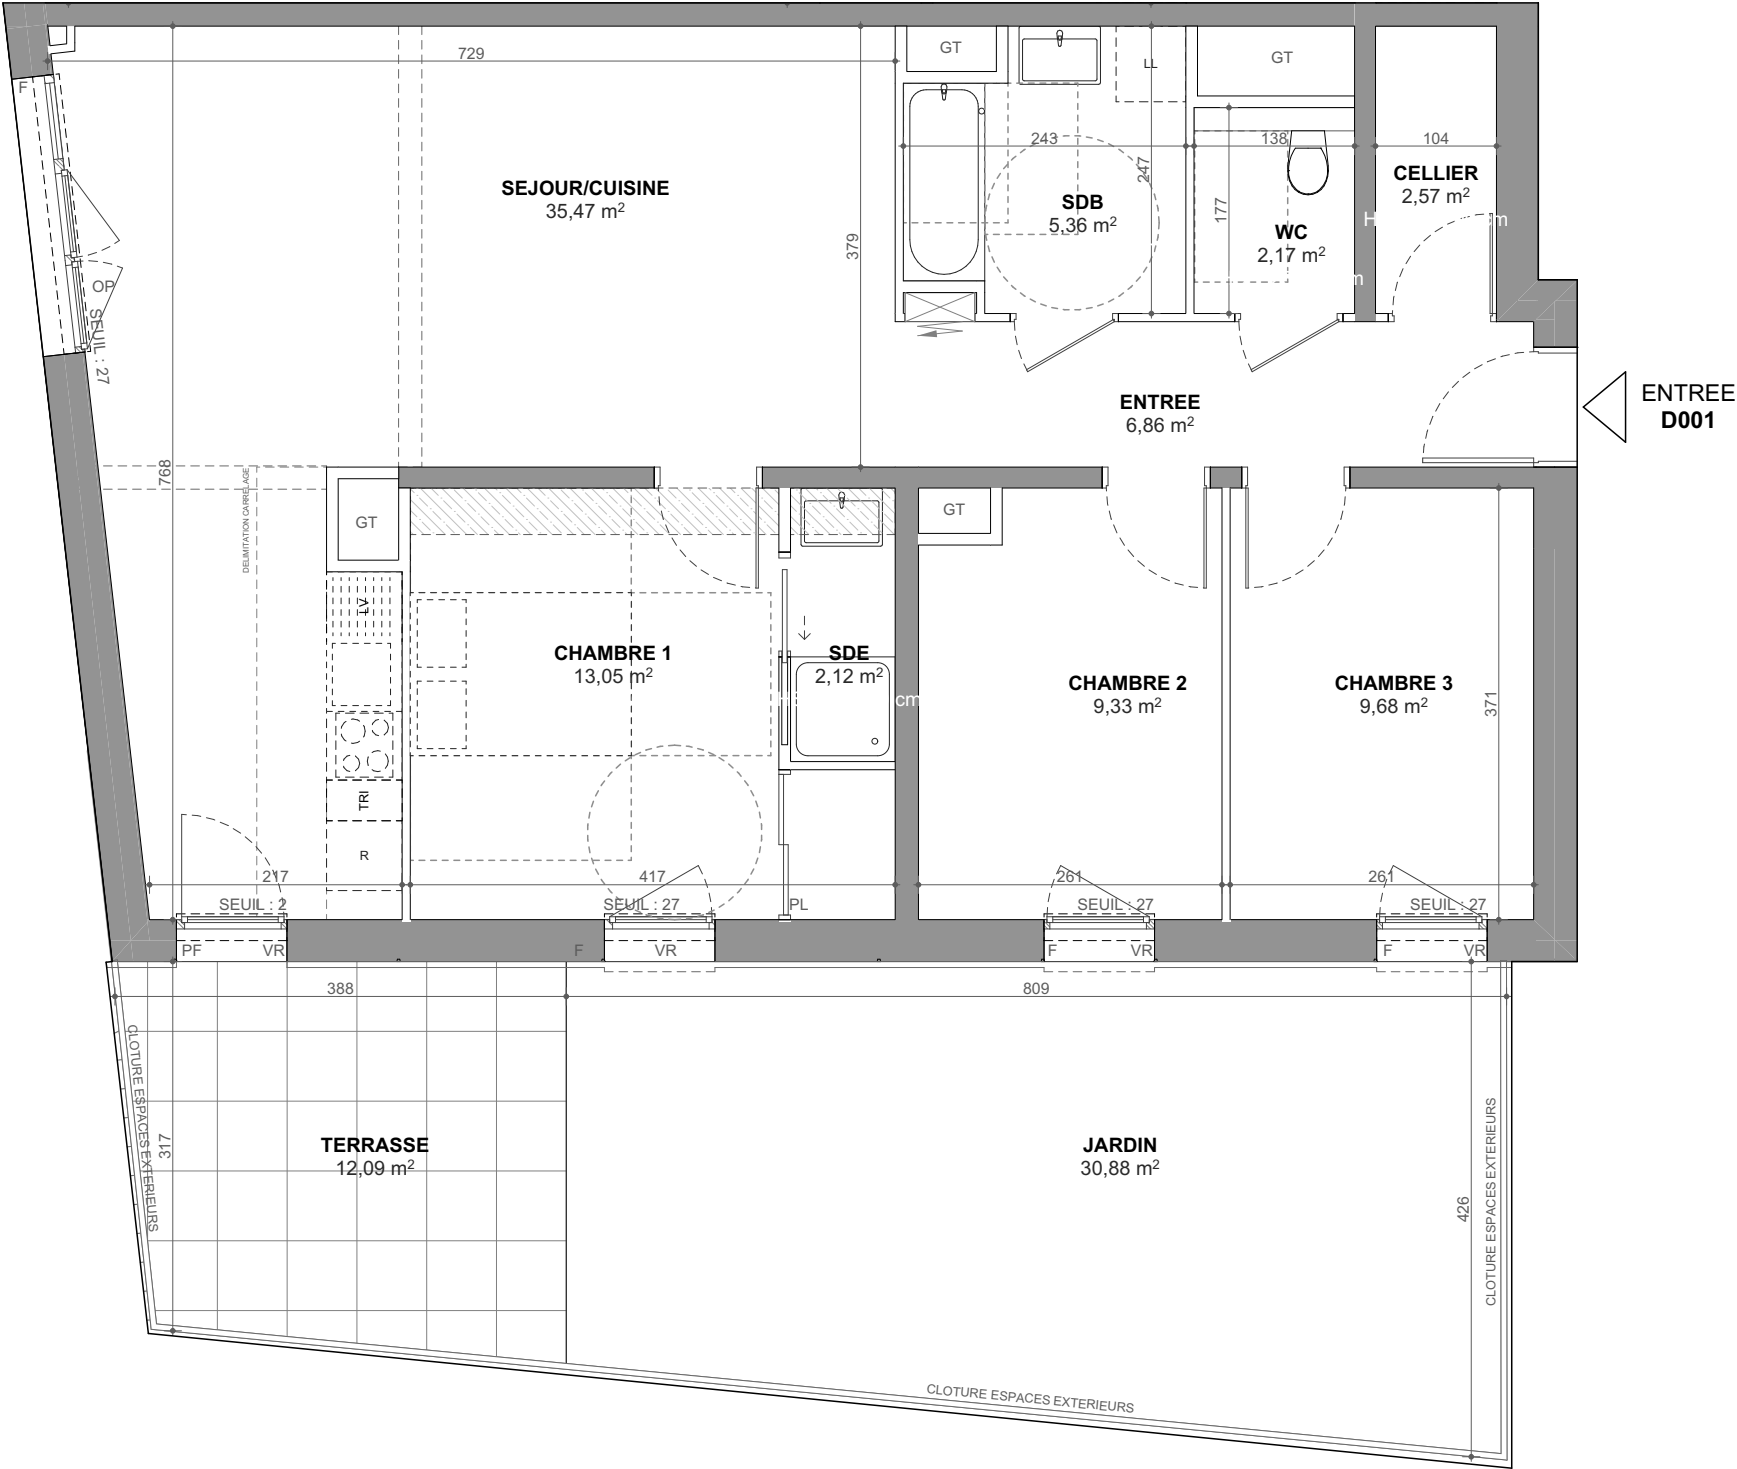 729
GT
LL
GT
F
243
138
104
247
SEJOUR/CUISINE
35,47 m²
SDB
5,36 m²
177
WC
2,17 m²
CELLIER
2,57 m²
379
OP
SEUIL : 27
ENTREE
6,86 m²
ENTREE
D001
768
DELIMITATION CARRELAGE
GT
GT
LV
CHAMBRE 1
13,05 m²
SDE
2,12 m²
cm
CHAMBRE 2
9,33 m²
CHAMBRE 3
9,68 m²
371
TRI
R
217
417
261
261
SEUIL : 2
SEUIL : 27
PL
SEUIL : 27
SEUIL : 27
PF
VR
F
VR
F
VR
F
VR
388
809
CLOTURE ESPACES EXTERIEURS
317
TERRASSE
12,09 m²
JARDIN
30,88 m²
426
CLOTURE ESPACES EXTERIEURS
CLOTURE ESPACES EXTERIEURS